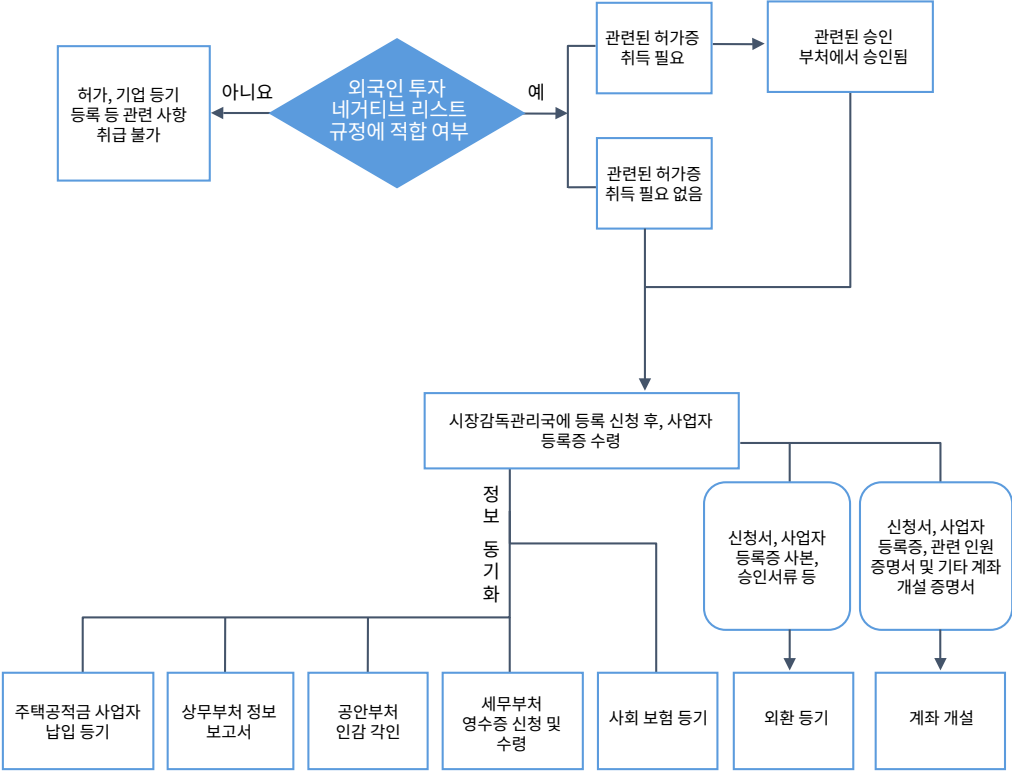 허가, 기업 등기
등록 등 관련 사항
취급 불가
아니요
외국인 투자
네거티브 리스트
규정에 적합 여부
예
관련된 허가증
취득 필요
관련된 승인
부처에서 승인됨
관련된 허가증
취득 필요 없음
시장감독관리국에 등록 신청 후, 사업자
등록증 수령
정
보
동
기
화
신청서, 사업자
등록증 사본,
승인서류 등
신청서, 사업자
등록증, 관련 인원
증명서 및 기타 계좌
개설 증명서
주택공적금 사업자
납입 등기
상무부처 정보
보고서
공안부처
인감 각인
세무부처
영수증 신청 및
수령
사회 보험 등기
외환 등기
계좌 개설